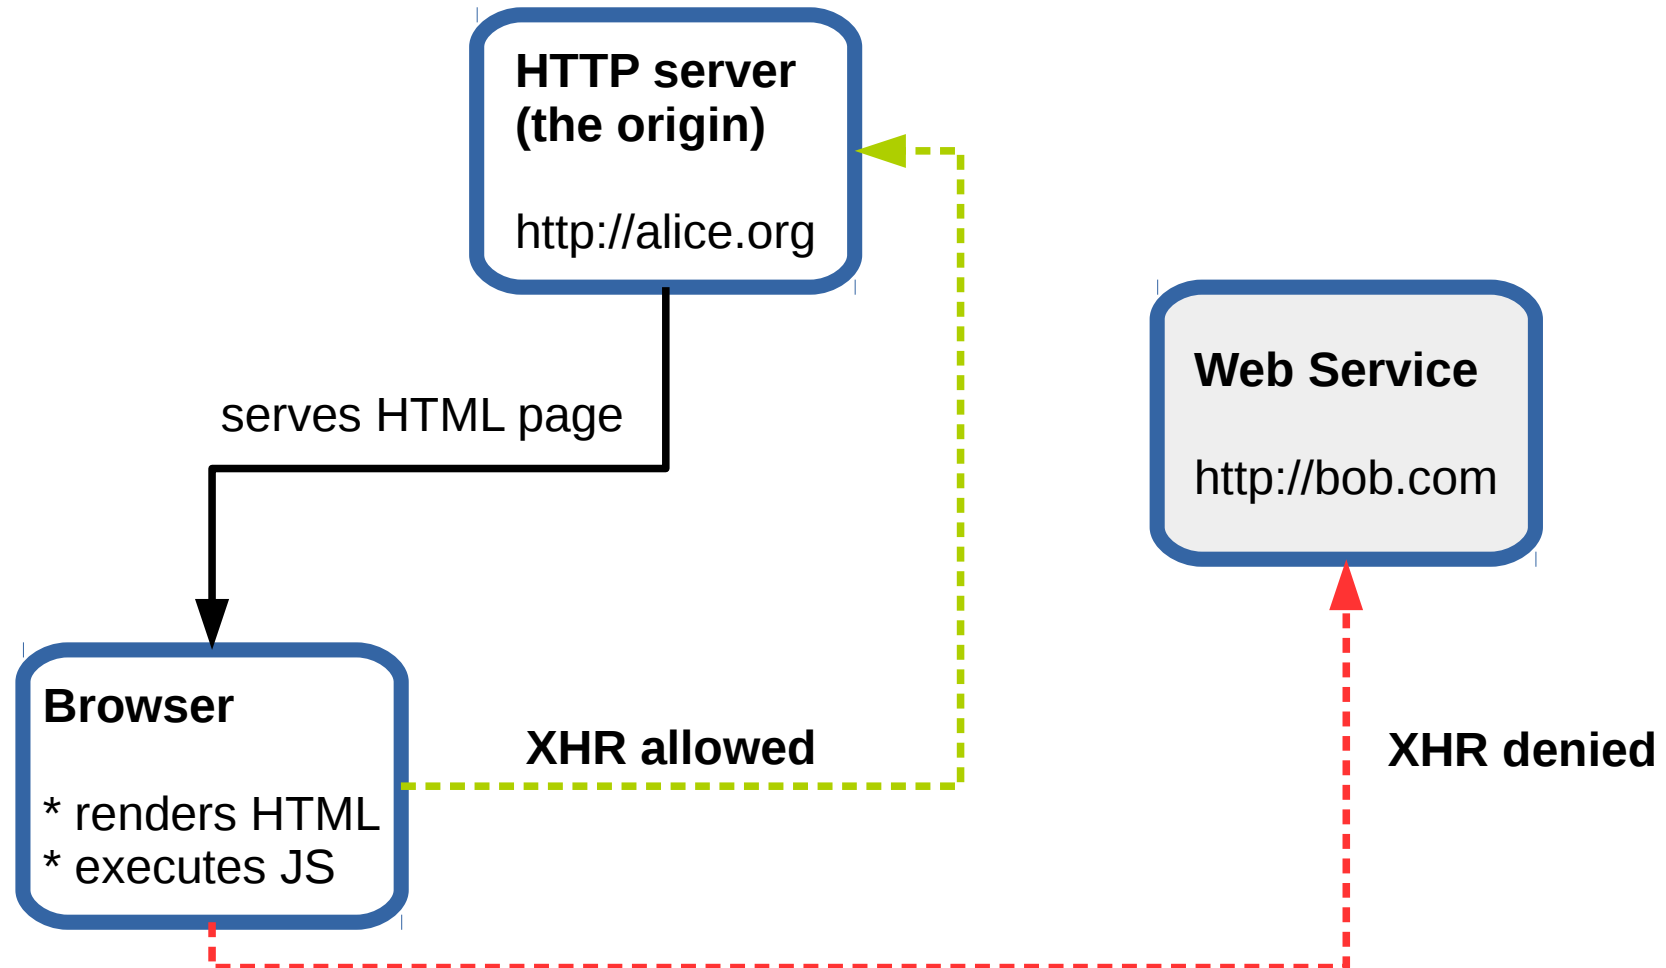 HTTP server
(the origin)
http://alice.org
Web Service
http://bob.com
serves HTML page
Browser
* renders HTML
* executes JS
XHR allowed
XHR denied